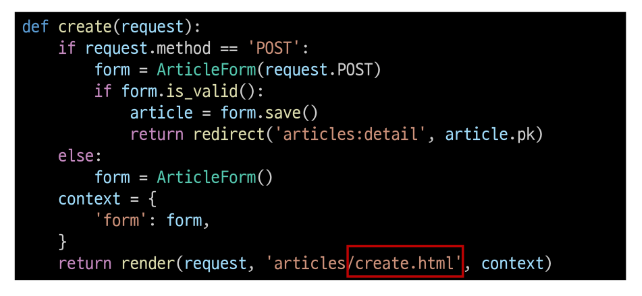 def create(request):
    if request.method == 'POST':
        form = ArticleForm(request.POST)
        if form.is_valid():
            article = form.save()
            return redirect('articles:detail', article.pk)
    else:
        form = ArticleForm()
    context = {
        'form': form,
    }
    return render(request, 'articles/create.html', context)